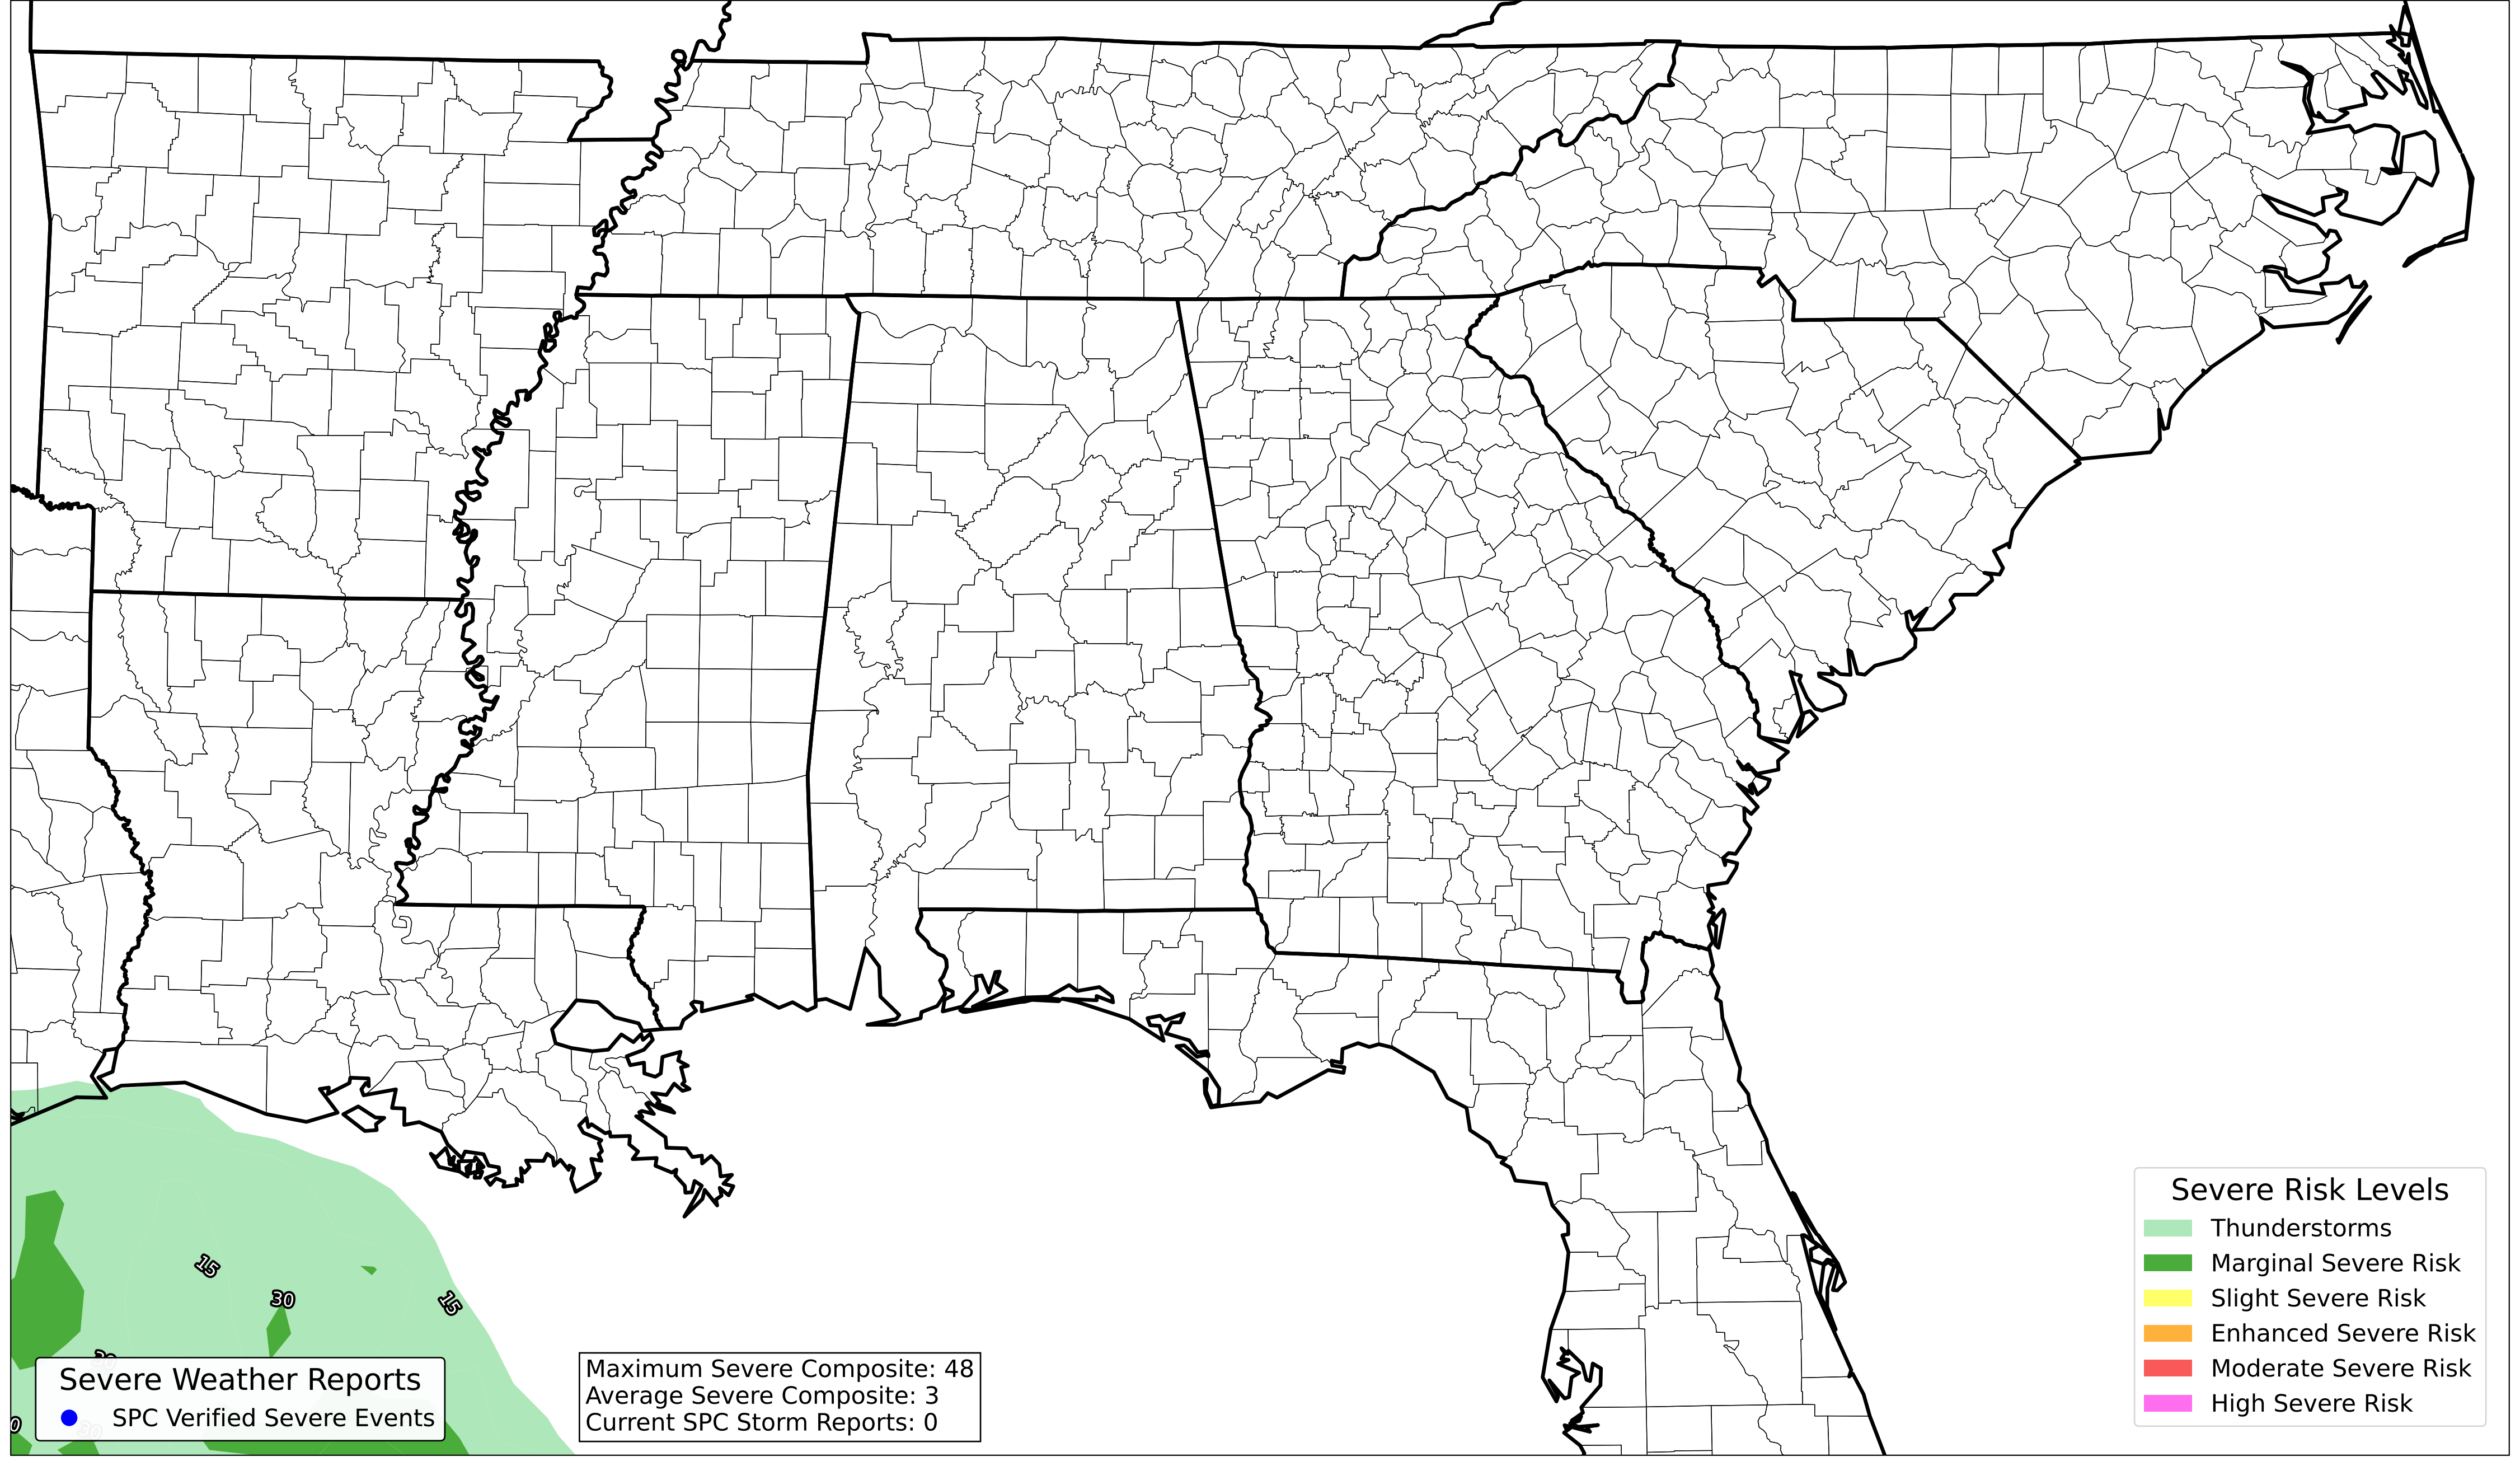 15
30
15
30
Severe Weather Reports
SPC Verified Severe Events
30
Maximum Severe Composite: 48
Average Severe Composite: 3
Current SPC Storm Reports: 0
Severe Risk Levels
Thunderstorms
Marginal Severe Risk
Slight Severe Risk
Enhanced Severe Risk
Moderate Severe Risk
High Severe Risk